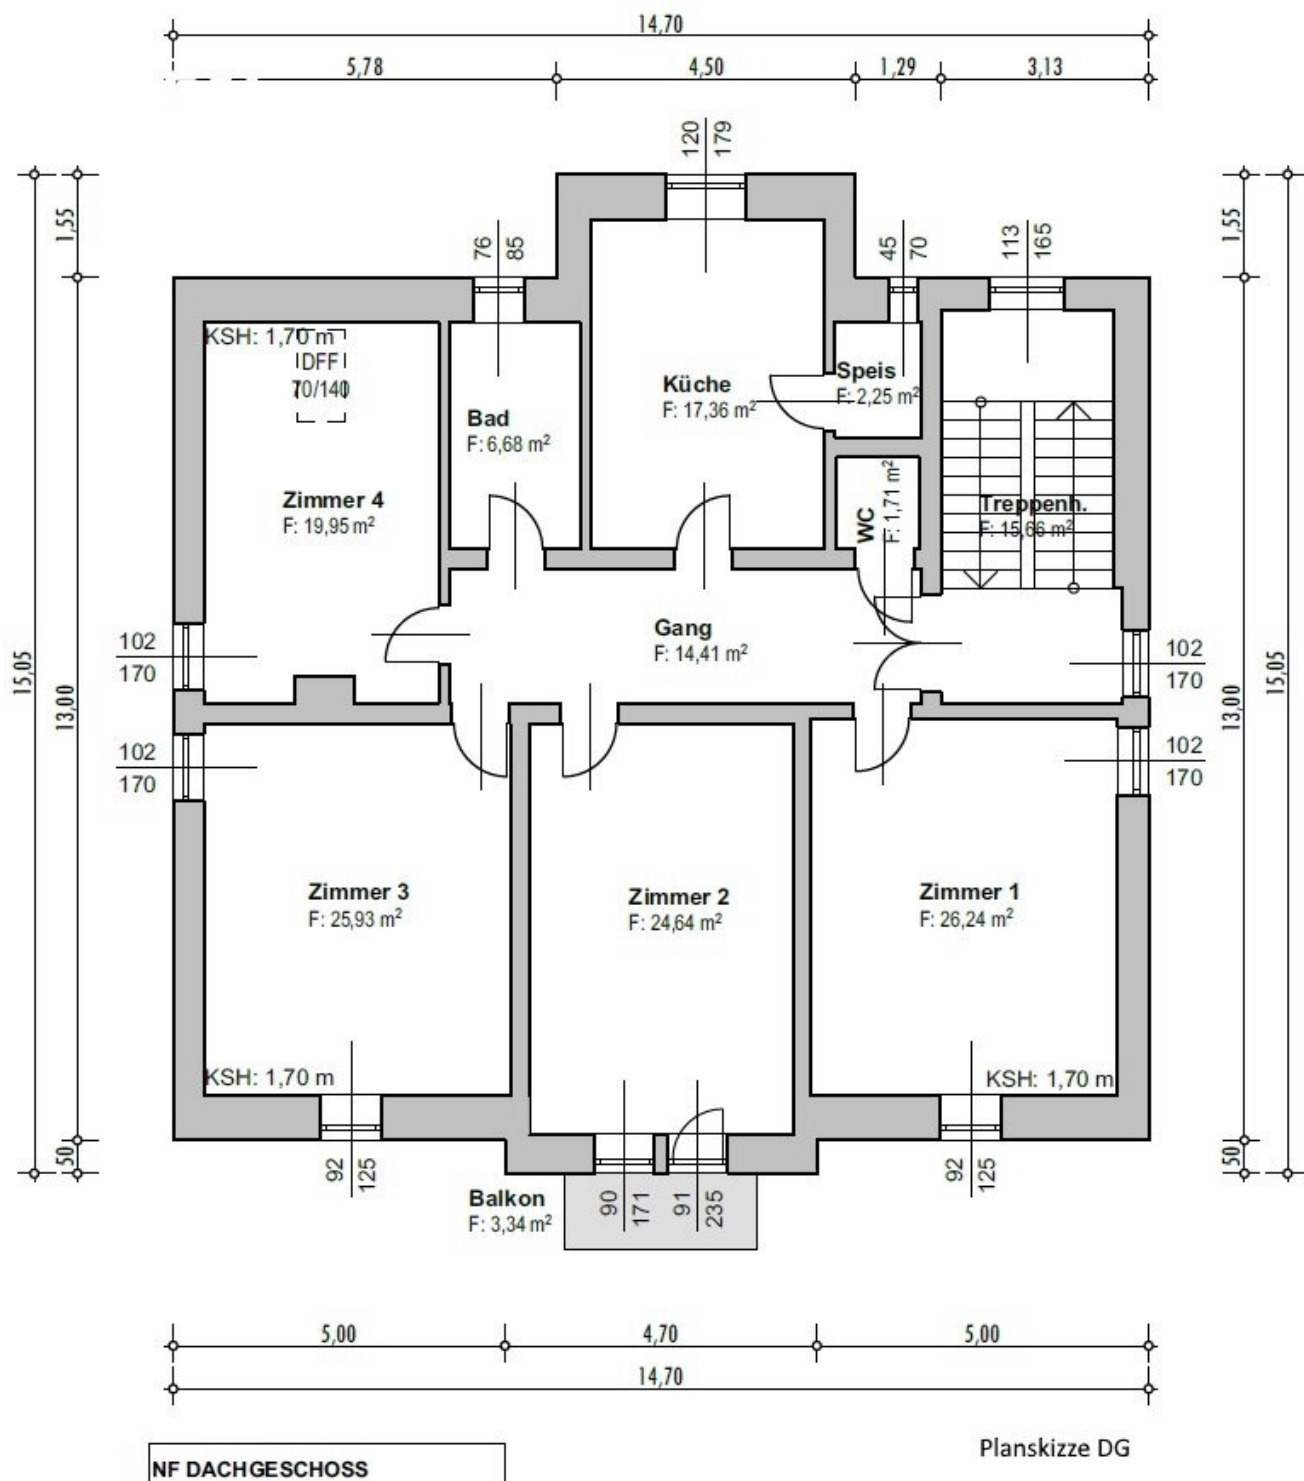 14,70
5,78 4,50 1,29 3,13
120 179
1,55 1,55
76 85 45 70 113 165
KSH: 1,70 m
DFF
70/140
Küche
F: 17,36 m²
Speis
F: 2,25 m²
Bad
F: 6,68 m²
Zimmer 4
F: 19,95 m²
WC
F: 1,71 m²
Treppenh.
F: 15,66 m²
Gang
F: 14,41 m²
102
170
102
170
15,05 13,00 13,00 15,05
102
170
102
170
Zimmer 3
F: 25,93 m²
Zimmer 2
F: 24,64 m²
Zimmer 1
F: 26,24 m²
KSH: 1,70 m KSH: 1,70 m
50 50
92 125 92 125
Balkon
F: 3,34 m²
90 171 91 235
5,00 4,70 5,00
14,70
Planskizze DG
NF DACHGESCHOSS